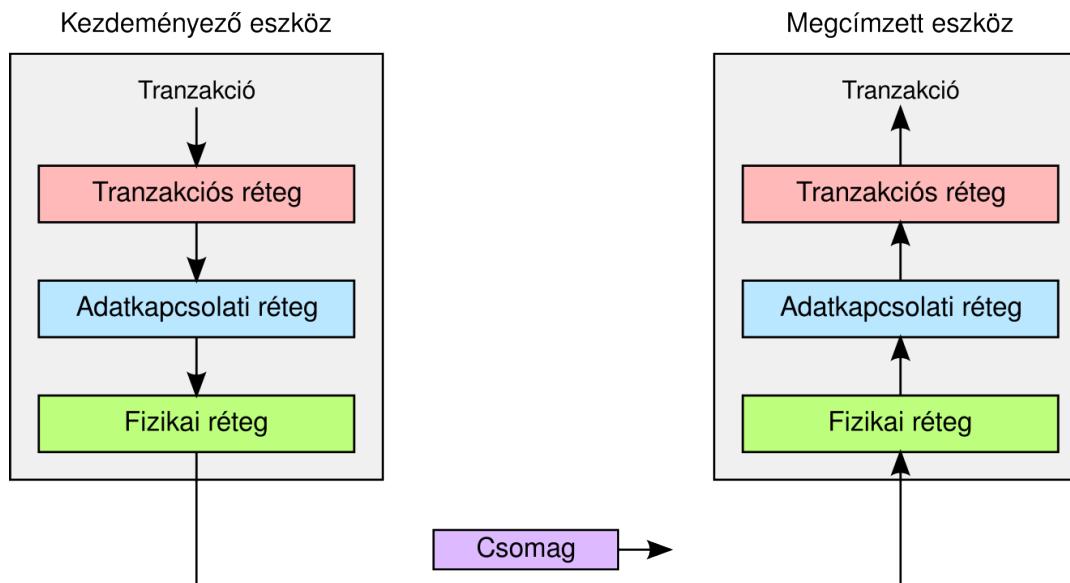 Kezdeményező eszköz
Tranzakció
Tranzakciós réteg
Adatkapcsolati réteg
Fizikai réteg
Megcímzett eszköz
Tranzakció
Tranzakciós réteg
Adatkapcsolati réteg
Fizikai réteg
Csomag